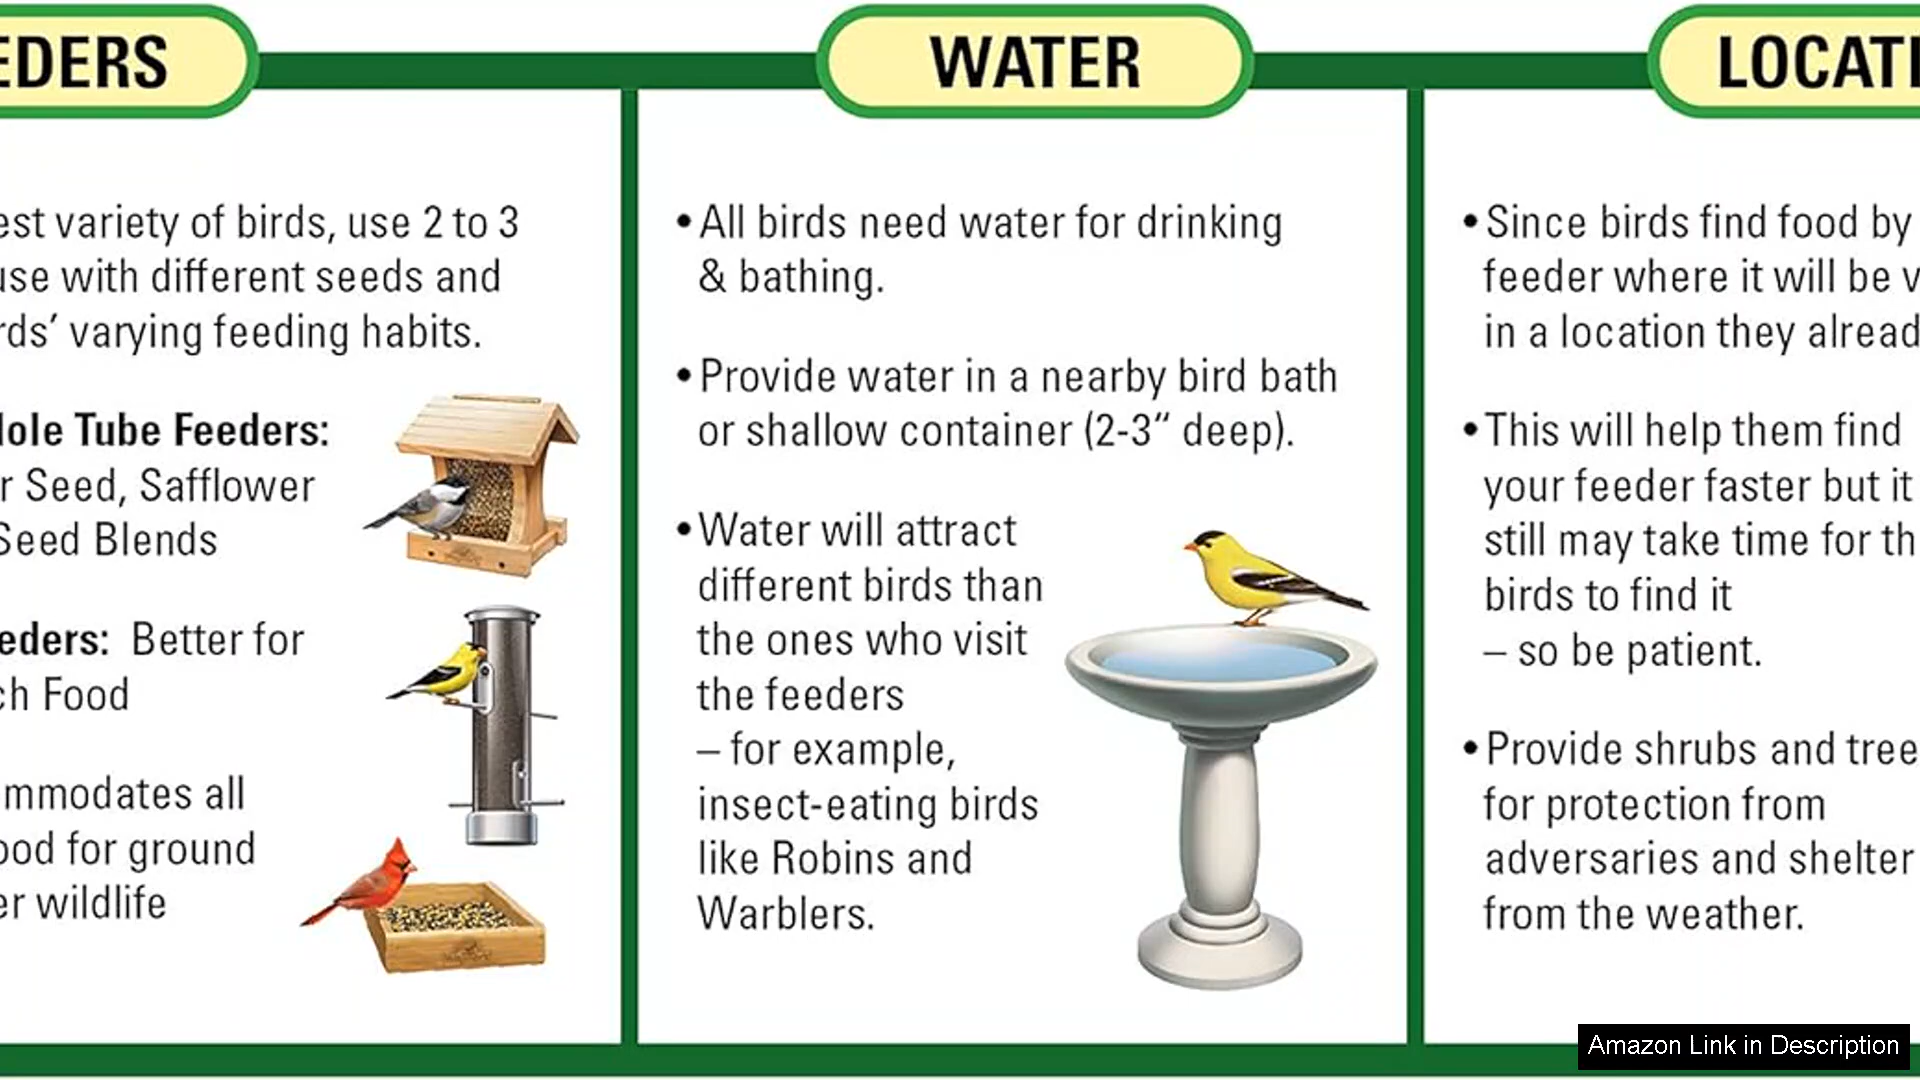 EDERS
est variety of birds, use 2 to 3
use with different seeds and
rds’ varying feeding habits.
Hole Tube Feeders:
r Seed, Safflower
Seed Blends
eders: Better for
ch Food
mmodates all
ood for ground
er wildlife
WATER
•All birds need water for drinking
& bathing.
•Provide water in a nearby bird bath
or shallow container (2-3” deep).
•Water will attract
different birds than
the ones who visit
the feeders
– for example,
insect-eating birds
like Robins and
Warblers.
LOCATI
•Since birds find food by
feeder where it will be v
in a location they alread
•This will help them find
your feeder faster but it
still may take time for th
birds to find it
– so be patient.
•Provide shrubs and tree
for protection from
adversaries and shelter
from the weather.
Amazon Link in Description